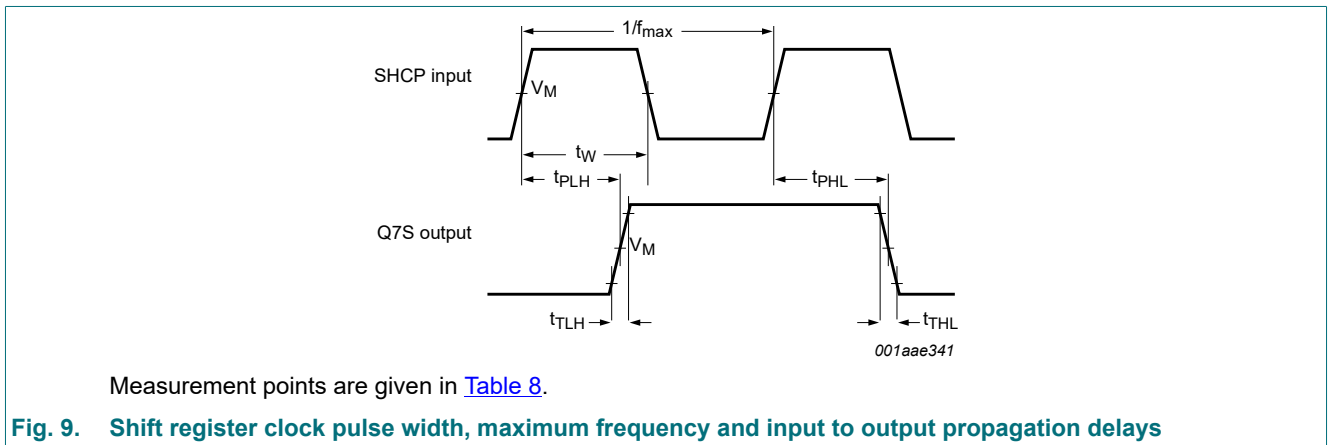 1/fmax
SHCP input
VM
tW
tPLH
tPHL
Q7S output
VM
tTLH
tTHL
001aae341
Measurement points are given in Table 8.
Fig. 9. Shift register clock pulse width, maximum frequency and input to output propagation delays